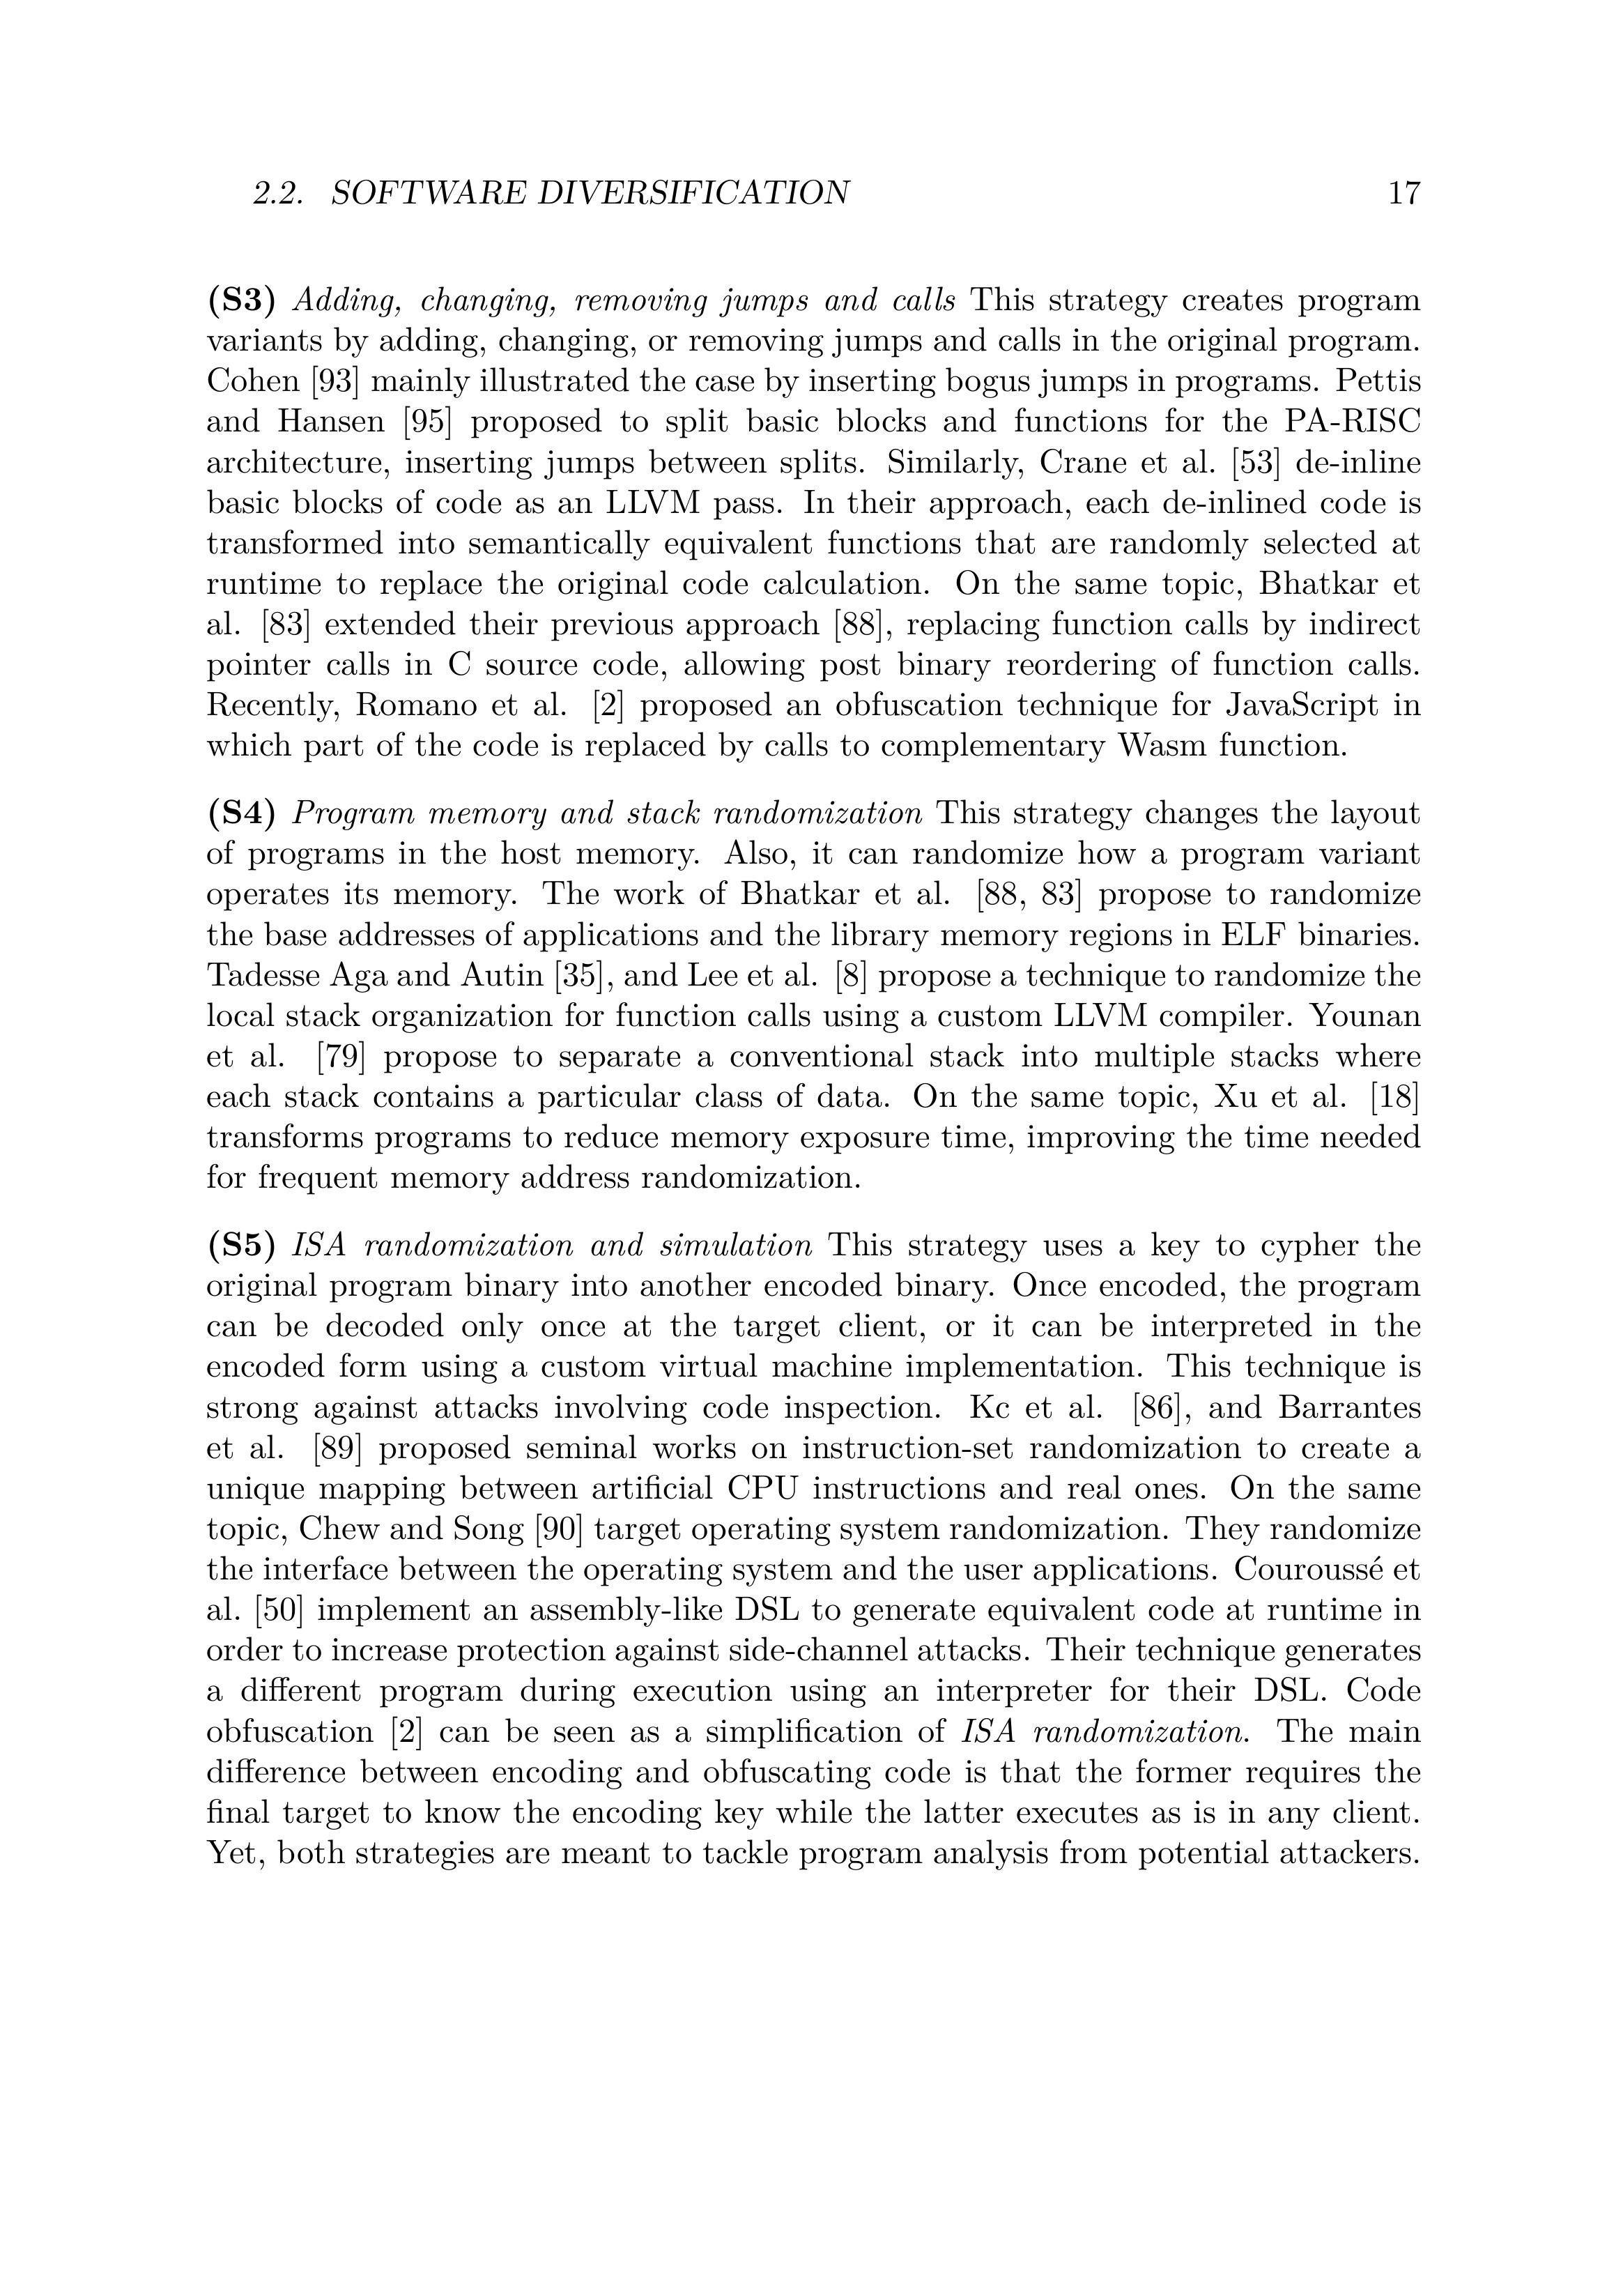 2.2. SOFTWARE DIVERSIFICATION 17
(S3) Adding, changing, removing jumps and calls This strategy creates program
variants by adding, changing, or removing jumps and calls in the original program.
Cohen [93] mainly illustrated the case by inserting bogus jumps in programs. Pettis
and Hansen [95] proposed to split basic blocks and functions for the PA-RISC
architecture, inserting jumps between splits. Similarly, Crane et al. [53] de-inline
basic blocks of code as an LLVM pass. In their approach, each de-inlined code is
transformed into semantically equivalent functions that are randomly selected at
runtime to replace the original code calculation. On the same topic, Bhatkar et
al. [83] extended their previous approach [88], replacing function calls by indirect
pointer calls in C source code, allowing post binary reordering of function calls.
Recently, Romano et al. [2] proposed an obfuscation technique for JavaScript in
which part of the code is replaced by calls to complementary Wasm function.
(S4) Program memory and stack randomization This strategy changes the layout
of programs in the host memory. Also, it can randomize how a program variant
operates its memory. The work of Bhatkar et al. [88, 83] propose to randomize
the base addresses of applications and the library memory regions in ELF binaries.
Tadesse Aga and Autin [35], and Lee et al. [8] propose a technique to randomize the
local stack organization for function calls using a custom LLVM compiler. Younan
et al. [79] propose to separate a conventional stack into multiple stacks where
each stack contains a particular class of data. On the same topic, Xu et al. [18]
transforms programs to reduce memory exposure time, improving the time needed
for frequent memory address randomization.
(S5) ISA randomization and simulation This strategy uses a key to cypher the
original program binary into another encoded binary. Once encoded, the program
can be decoded only once at the target client, or it can be interpreted in the
encoded form using a custom virtual machine implementation. This technique is
strong against attacks involving code inspection. Kc et al. [86], and Barrantes
et al. [89] proposed seminal works on instruction-set randomization to create a
unique mapping between artificial CPU instructions and real ones. On the same
topic, Chew and Song [90] target operating system randomization. They randomize
the interface between the operating system and the user applications. Couroussé et
al. [50] implement an assembly-like DSL to generate equivalent code at runtime in
order to increase protection against side-channel attacks. Their technique generates
a different program during execution using an interpreter for their DSL. Code
obfuscation [2] can be seen as a simplification of ISA randomization. The main
difference between encoding and obfuscating code is that the former requires the
final target to know the encoding key while the latter executes as is in any client.
Yet, both strategies are meant to tackle program analysis from potential attackers.